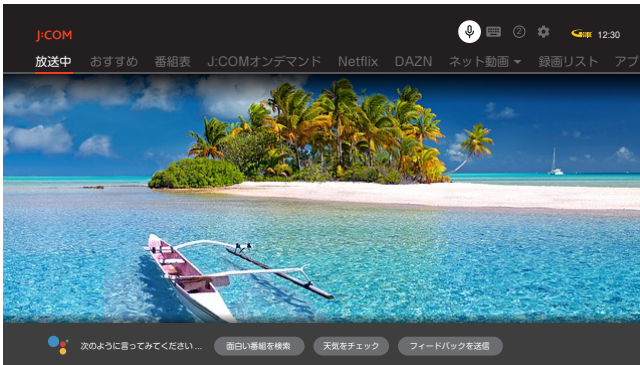 J:COM
② G GUIDE 12:30
放送中 おすすめ 番組表 J:COMオンデマンド Netflix DAZN ネット動画 録画リスト アプ
次のように言ってみてください... 面白い番組を検索 天気をチェック フィードバックを送信